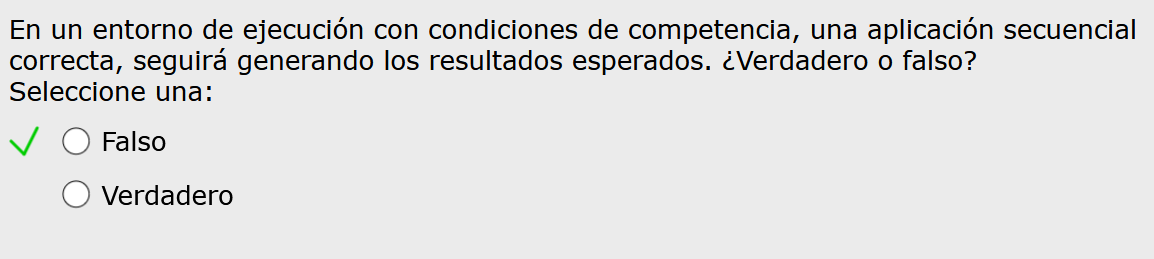 En un entorno de ejecución con condiciones de competencia, una aplicación secuencial
correcta, seguirá generando los resultados esperados. ¿Verdadero o falso?
Seleccione una:
Falso
Verdadero